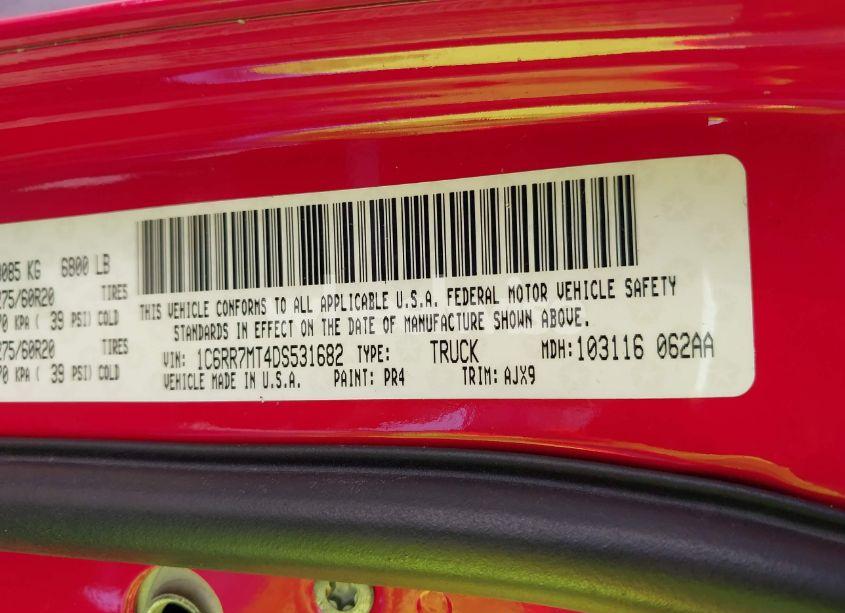 085 KG 6800 LB
275/60R20 TIRES
KPA ( 39 PSI) COLD
275/60R20 TIRES
KPA ( 39 PSI) COLD
THIS VEHICLE CONFORMS TO ALL APPLICABLE U.S.A. FEDERAL MOTOR VEHICLE SAFETY
STANDARDS IN EFFECT ON THE DATE OF MANUFACTURE SHOWN ABOVE.
VIN: 1C6RR7MT4DS531682 TYPE: TRUCK MDH: 103116 062AA
VEHICLE MADE IN U.S.A. PAINT: PR4 TRIM: AJX9